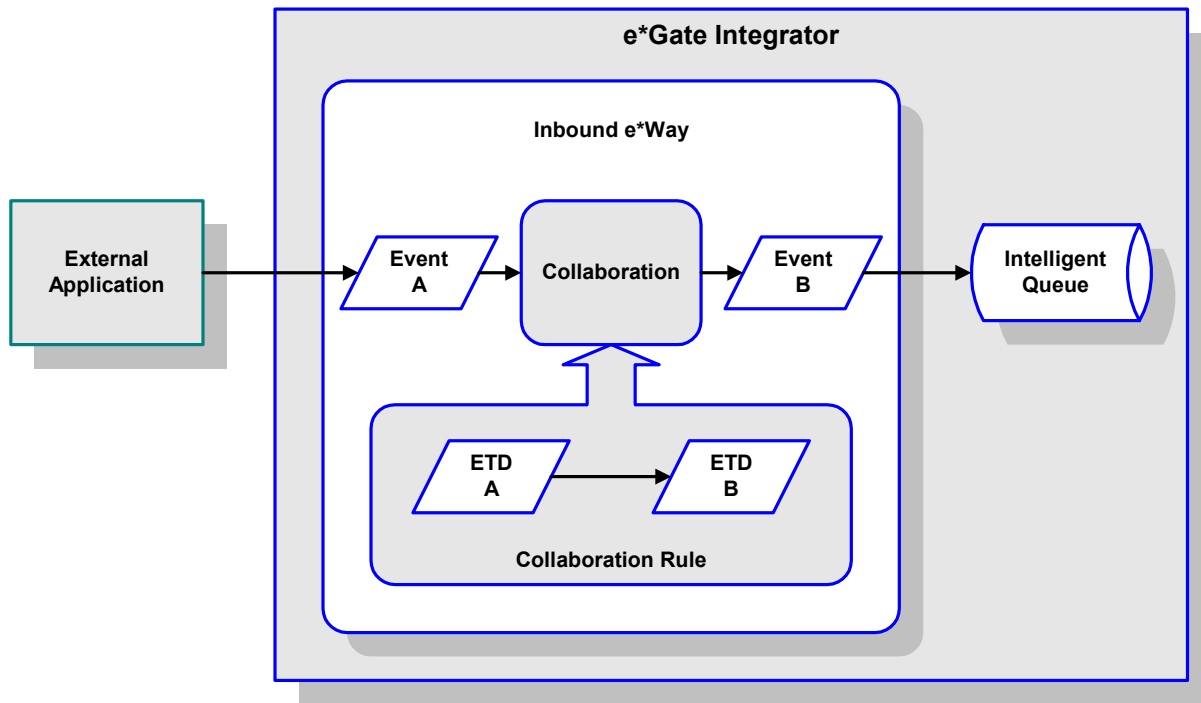 e*Gate Integrator
Inbound e*Way
External
Application
Event
A
Collaboration
Event
B
Intelligent
Queue
ETD
A
ETD
B
Collaboration Rule